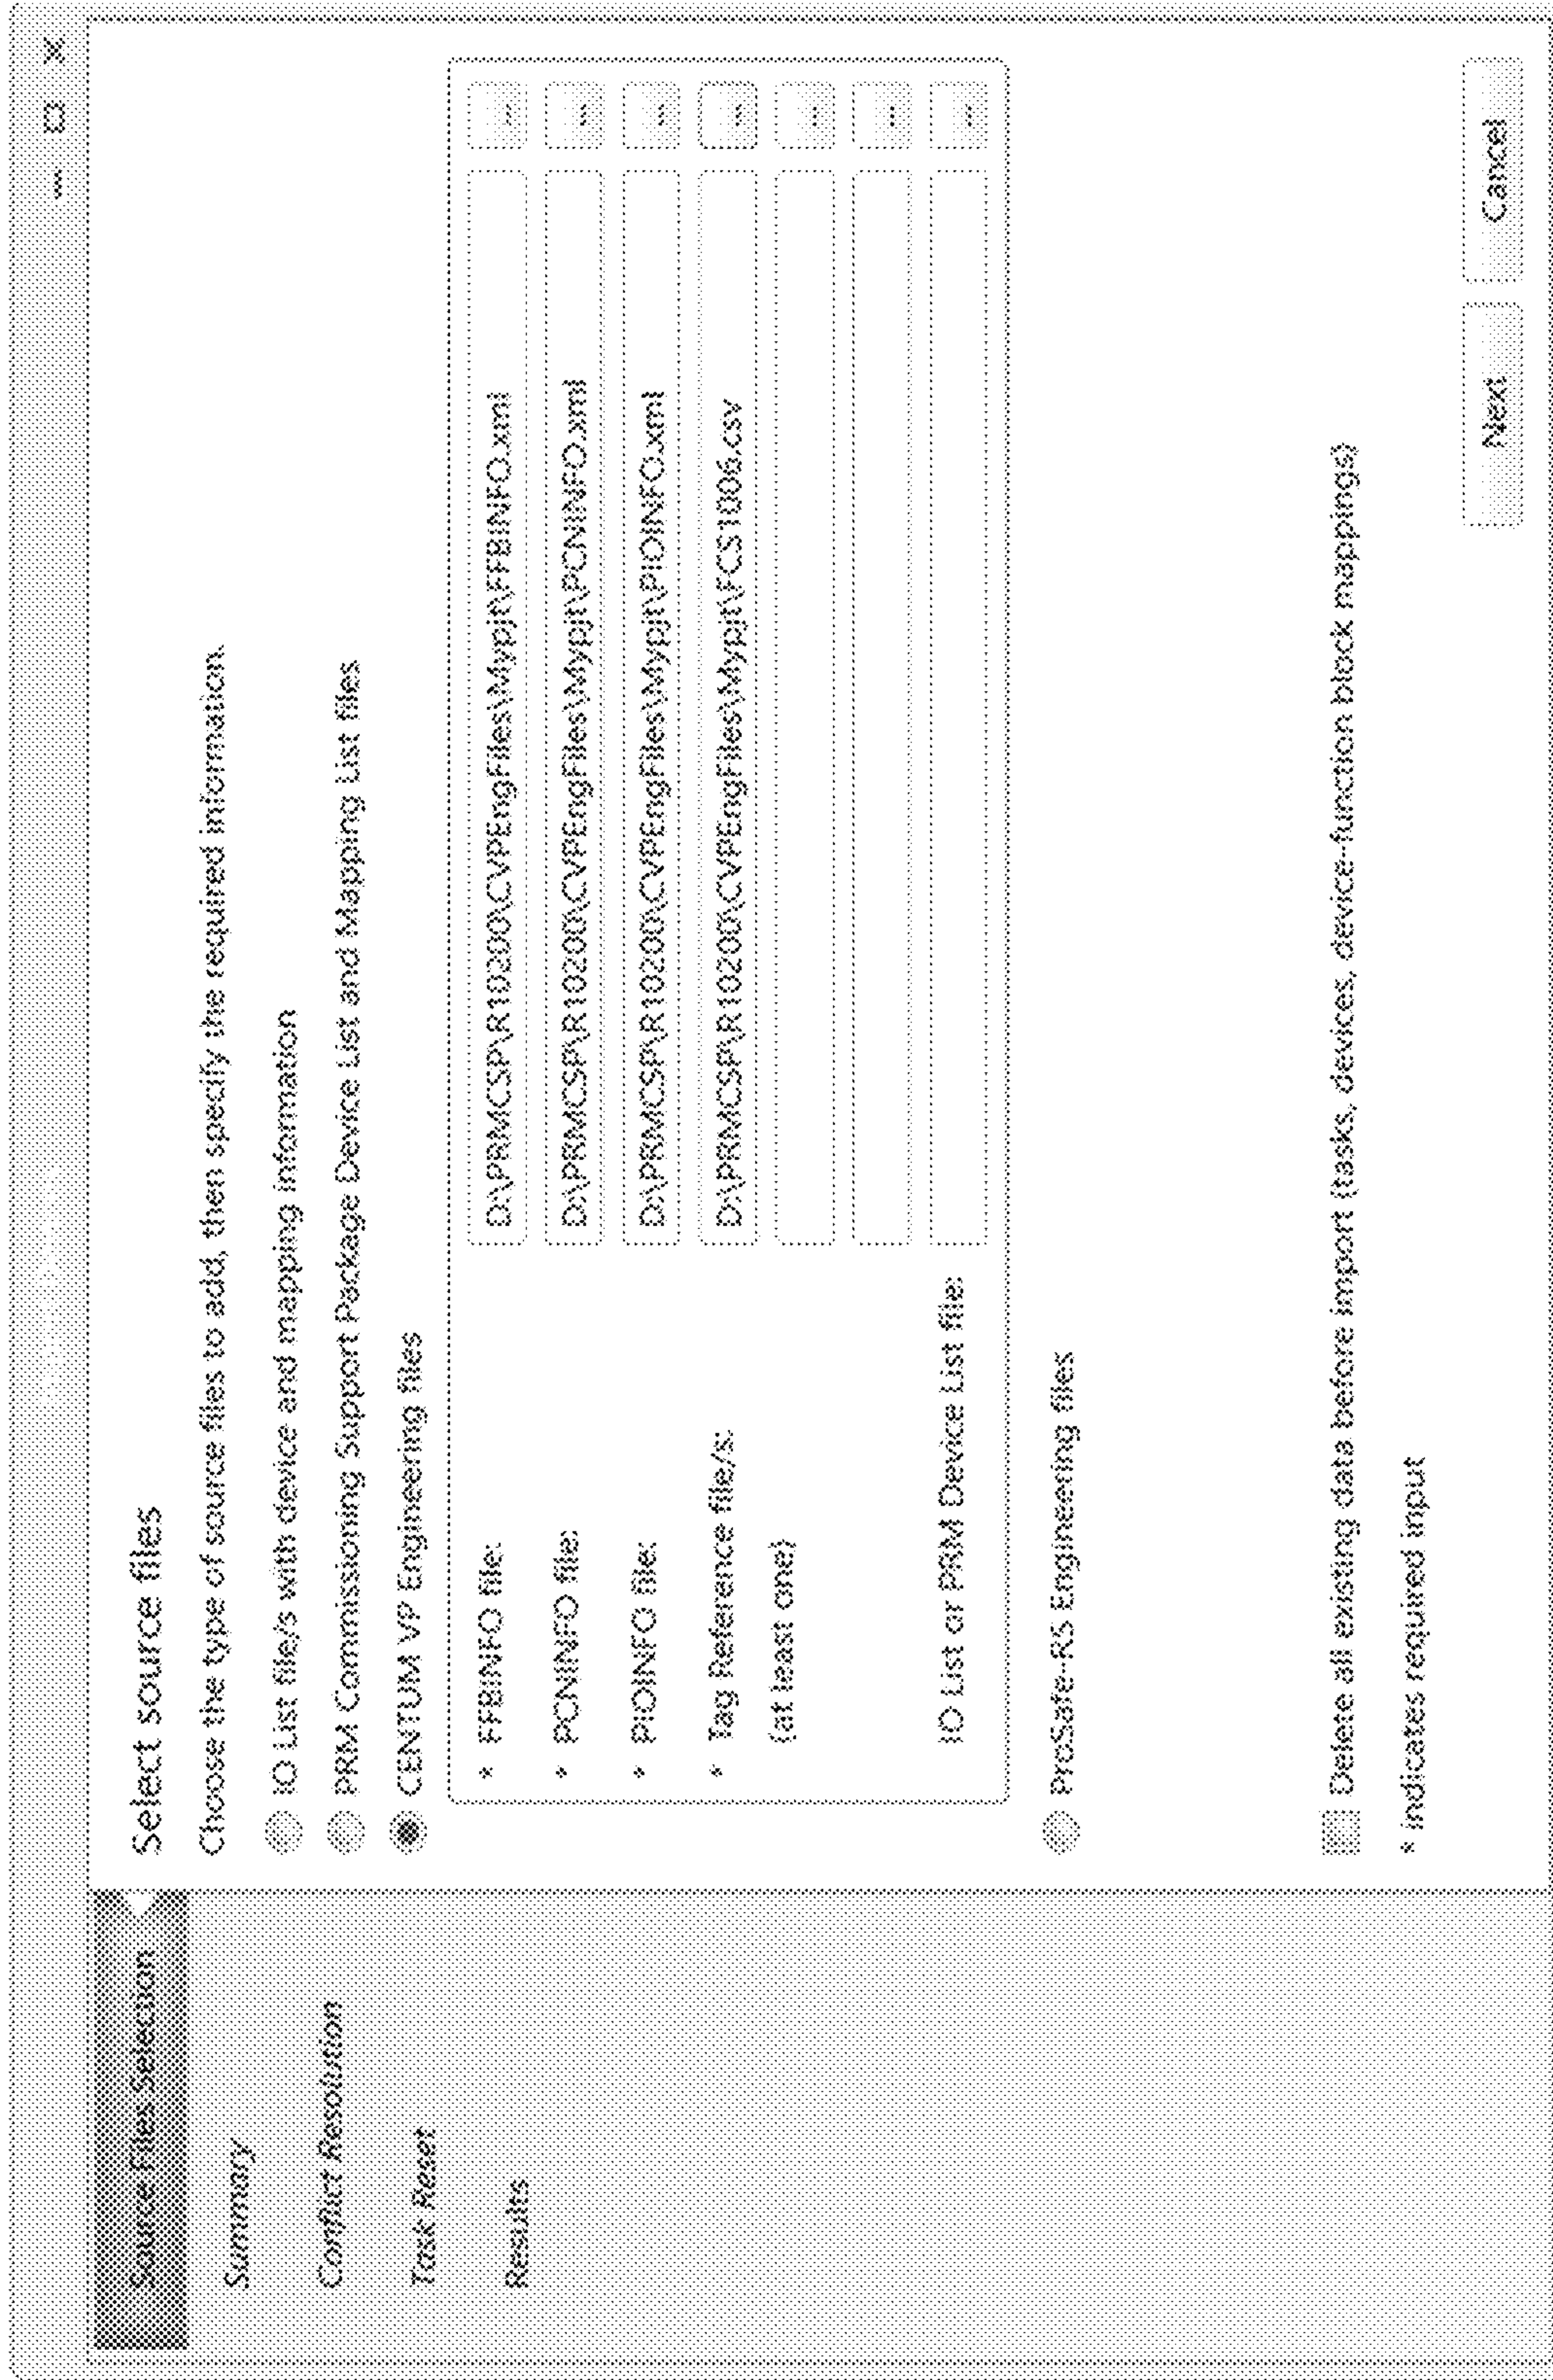 Source Files Selection
Summary
Conflict Resolution
Task Reset
Results
Select source files
Choose the type of source files to add, then specify the required information.
IO List file/s with device and mapping information
PRM Commissioning Support Package Device List and Mapping List files
CENTUM VP Engineering files
* FFBINFO file: D:\PRMCSP\R10200\CVPEngFiles\Mypjt\FFBINFO.xml ...
* PCNINFO file: D:\PRMCSP\R10200\CVPEngFiles\Mypjt\PCNINFO.xml ...
* PIOINFO file: D:\PRMCSP\R10200\CVPEngFiles\Mypjt\PIOINFO.xml ...
* Tag Reference file/s: D:\PRMCSP\R10200\CVPEngFiles\Mypjt\FCS1006.csv ...
(at least one) ...
...
IO List or PRM Device List file: ...
ProSafe-RS Engineering files
Delete all existing data before import (tasks, devices, device-function block mappings)
* indicates required input
Next Cancel